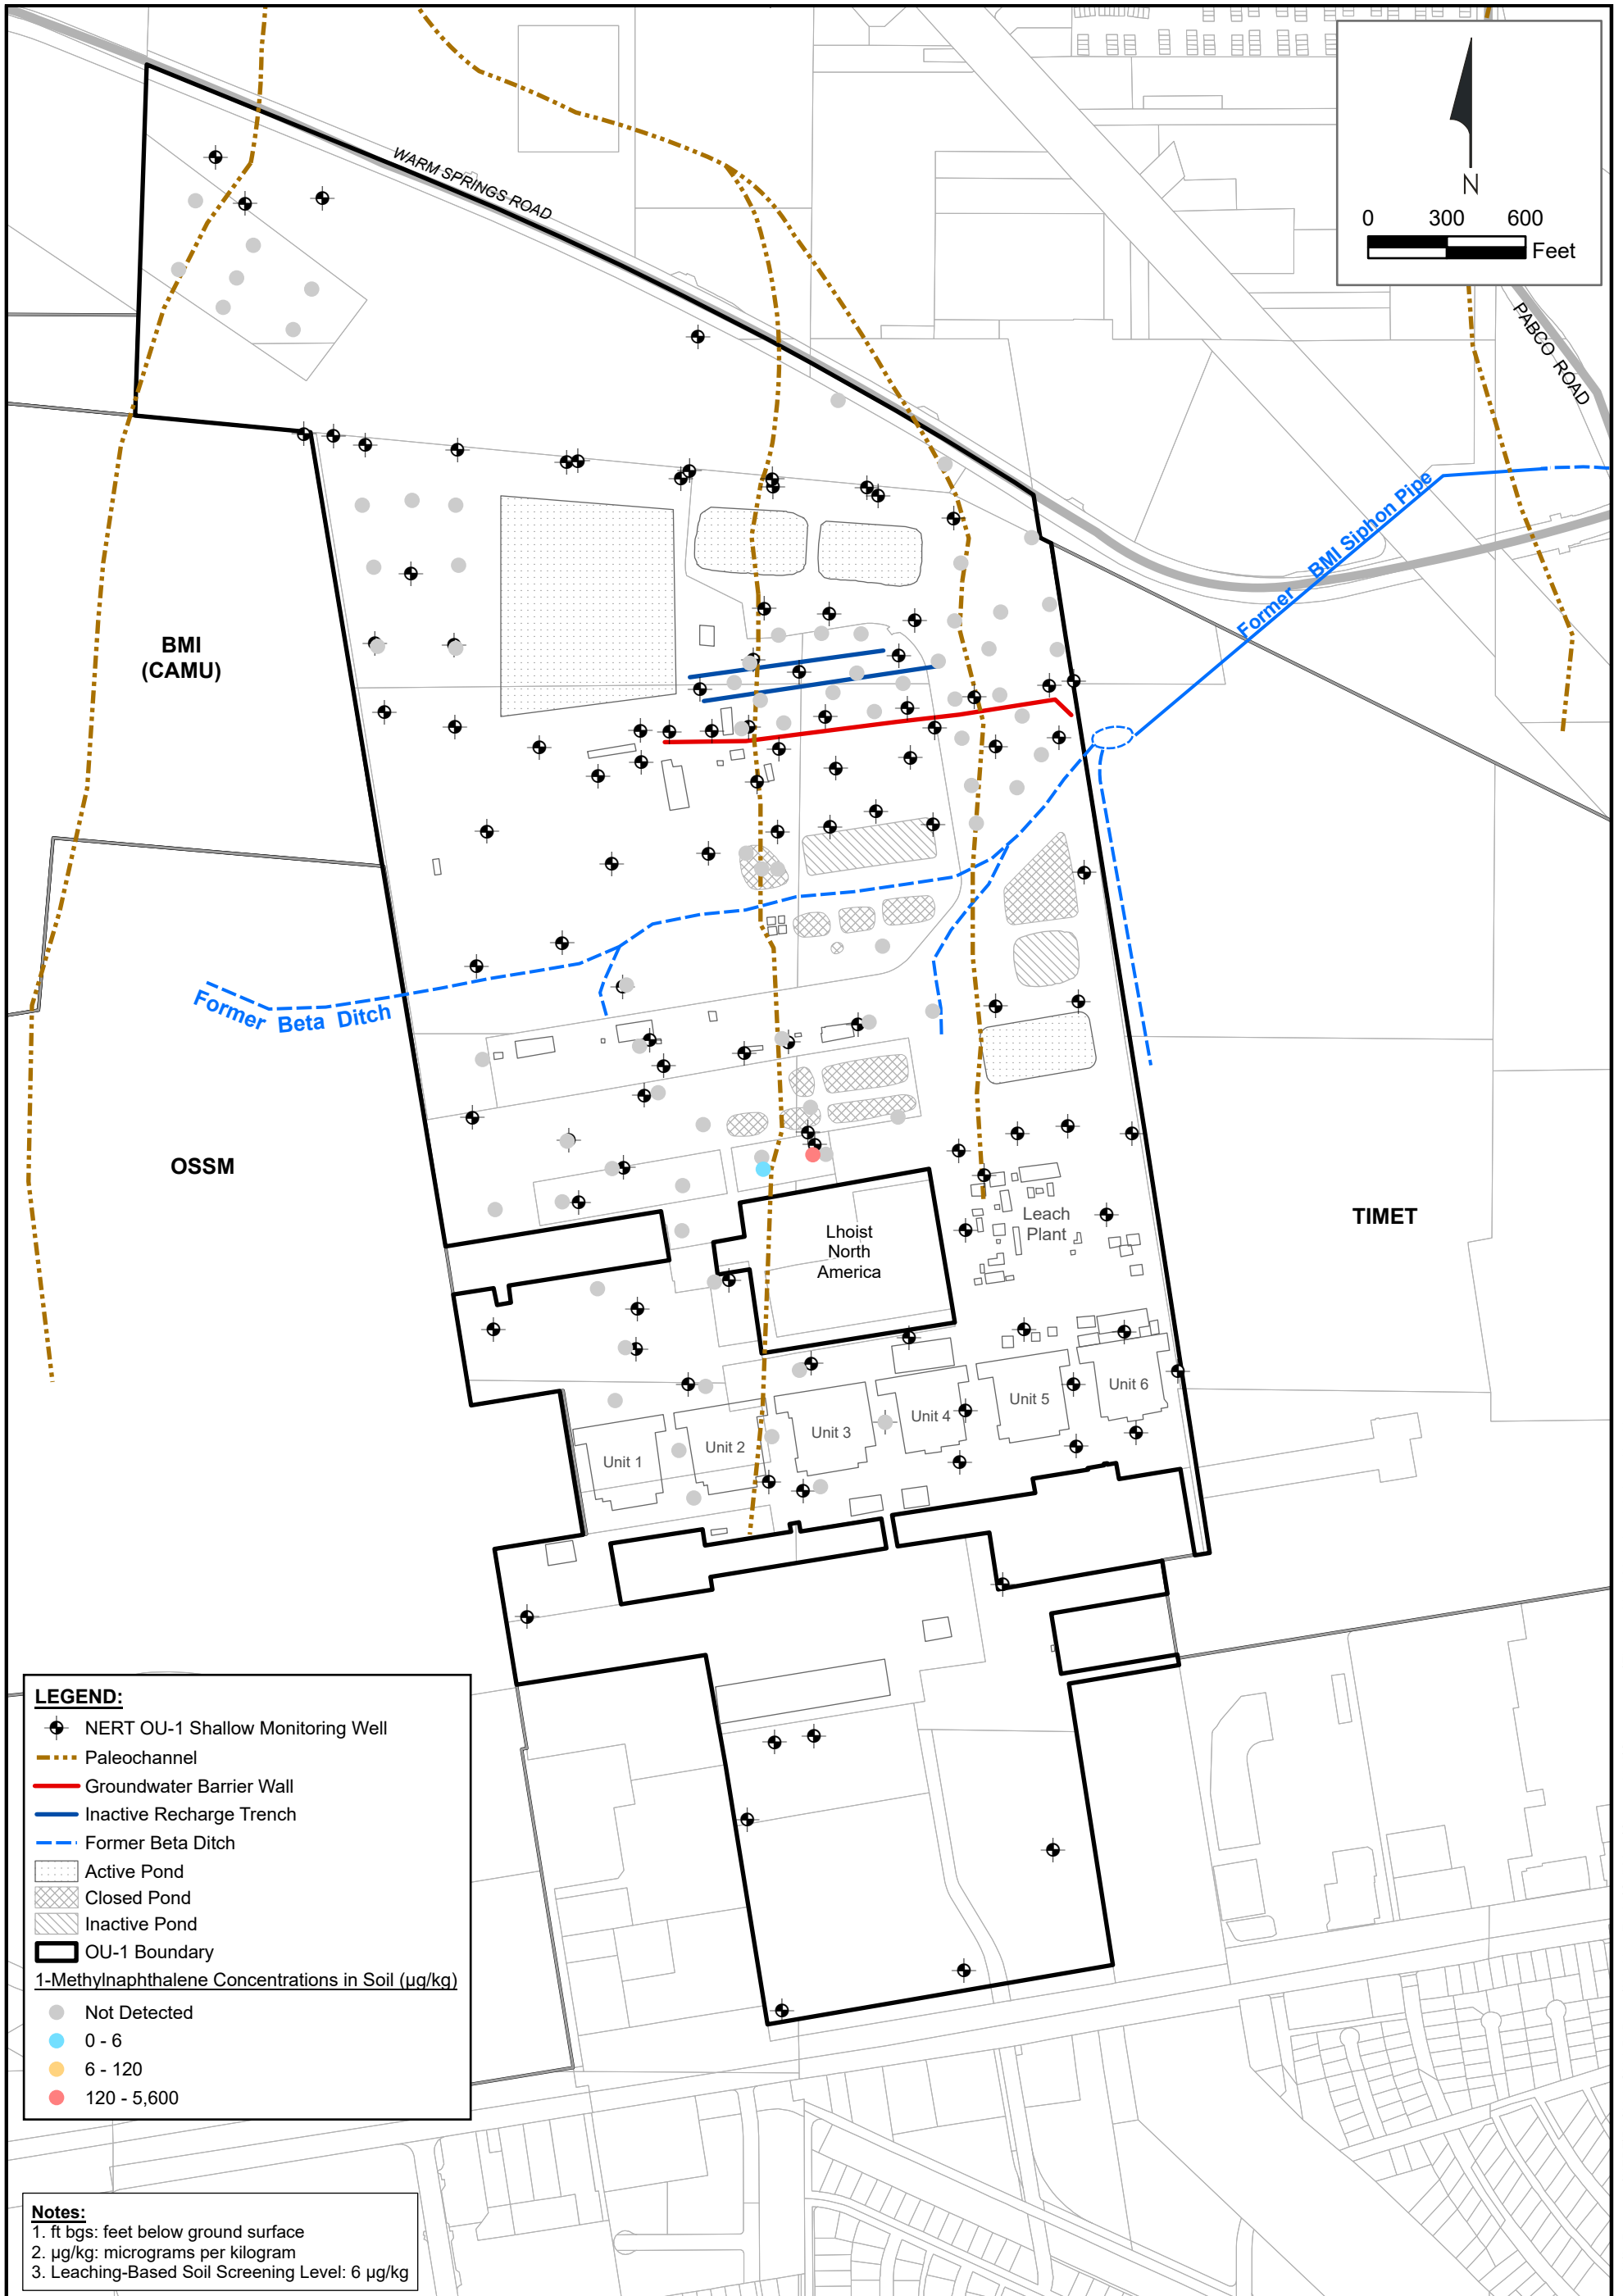 WARM SPRINGS ROAD
N
0 300 600
Feet
PABCO ROAD
Former BMI Siphon Pipe
BMI
(CAMU)
Former Beta Ditch
OSSM
TIMET
Leach
Plant
Lhoist
North
America
Unit 1
Unit 2
Unit 3
Unit 4
Unit 5
Unit 6
LEGEND:
NERT OU-1 Shallow Monitoring Well
Paleochannel
Groundwater Barrier Wall
Inactive Recharge Trench
Former Beta Ditch
Active Pond
Closed Pond
Inactive Pond
OU-1 Boundary
1-Methylnaphthalene Concentrations in Soil (µg/kg)
Not Detected
0 - 6
6 - 120
120 - 5,600
Notes:
1. ft bgs: feet below ground surface
2. µg/kg: micrograms per kilogram
3. Leaching-Based Soil Screening Level: 6 µg/kg